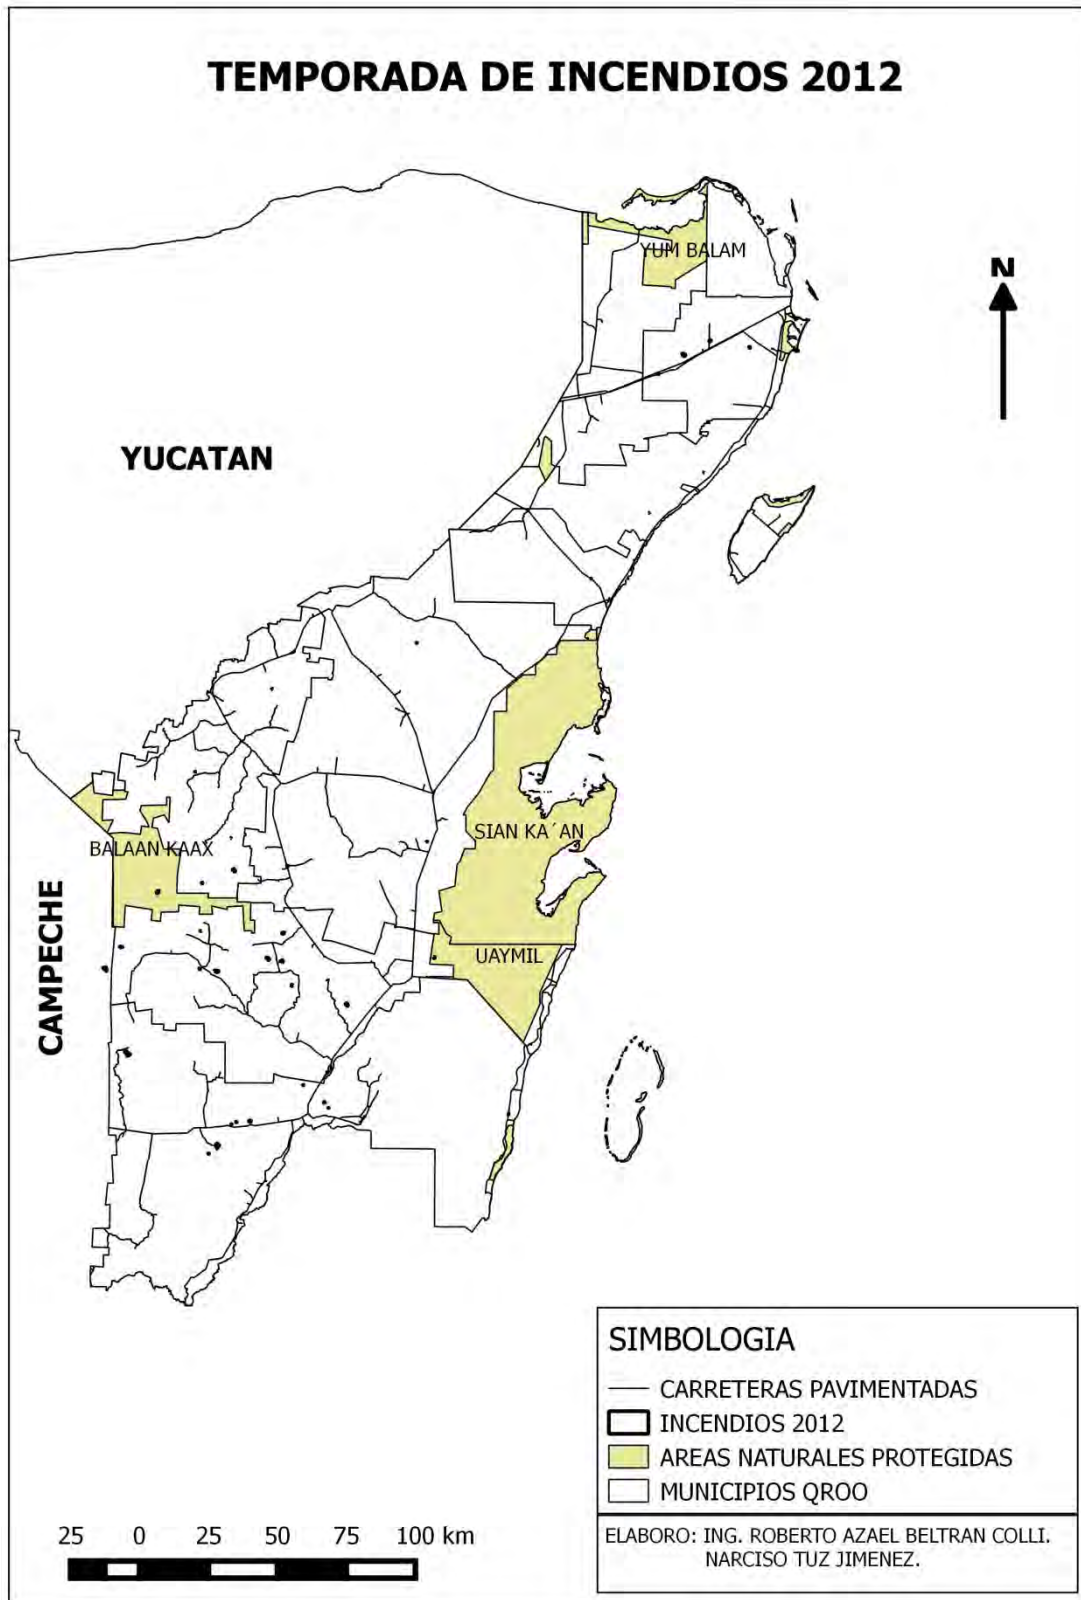 TEMPORADA DE INCENDIOS 2012
YUM BALAM
N
YUCATAN
SIAN KA´AN
BALAAN KAAX
CAMPECHE
UAYMIL
SIMBOLOGIA
CARRETERAS PAVIMENTADAS
INCENDIOS 2012
AREAS NATURALES PROTEGIDAS
MUNICIPIOS QROO
25 0 25 50 75 100 km
ELABORO: ING. ROBERTO AZAEL BELTRAN COLLI.
NARCISO TUZ JIMENEZ.